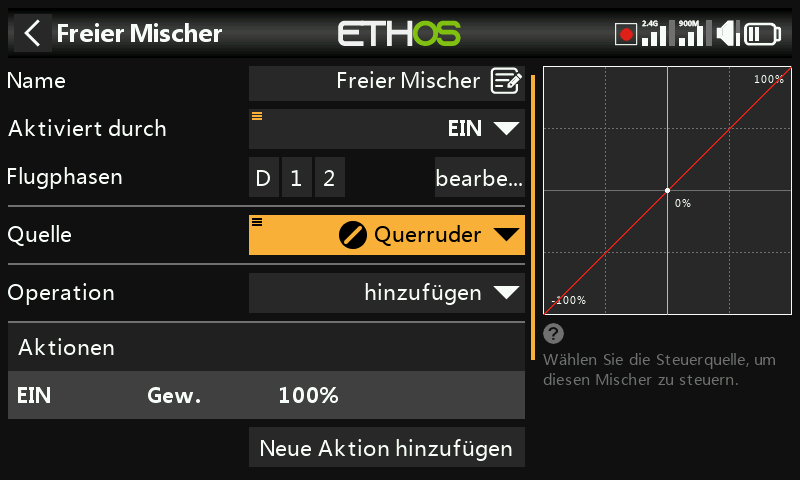 Freier Mischer
ETHOS
2.4G 900M
Name
Freier Mischer
Aktiviert durch
EIN
Flugphasen
D 1 2
bearbe...
Quelle
Querruder
Operation
hinzufügen
Aktionen
EIN Gew. 100%
Neue Aktion hinzufügen
100%
0%
-100%
?
Wählen Sie die Steuerquelle, um
diesen Mischer zu steuern.